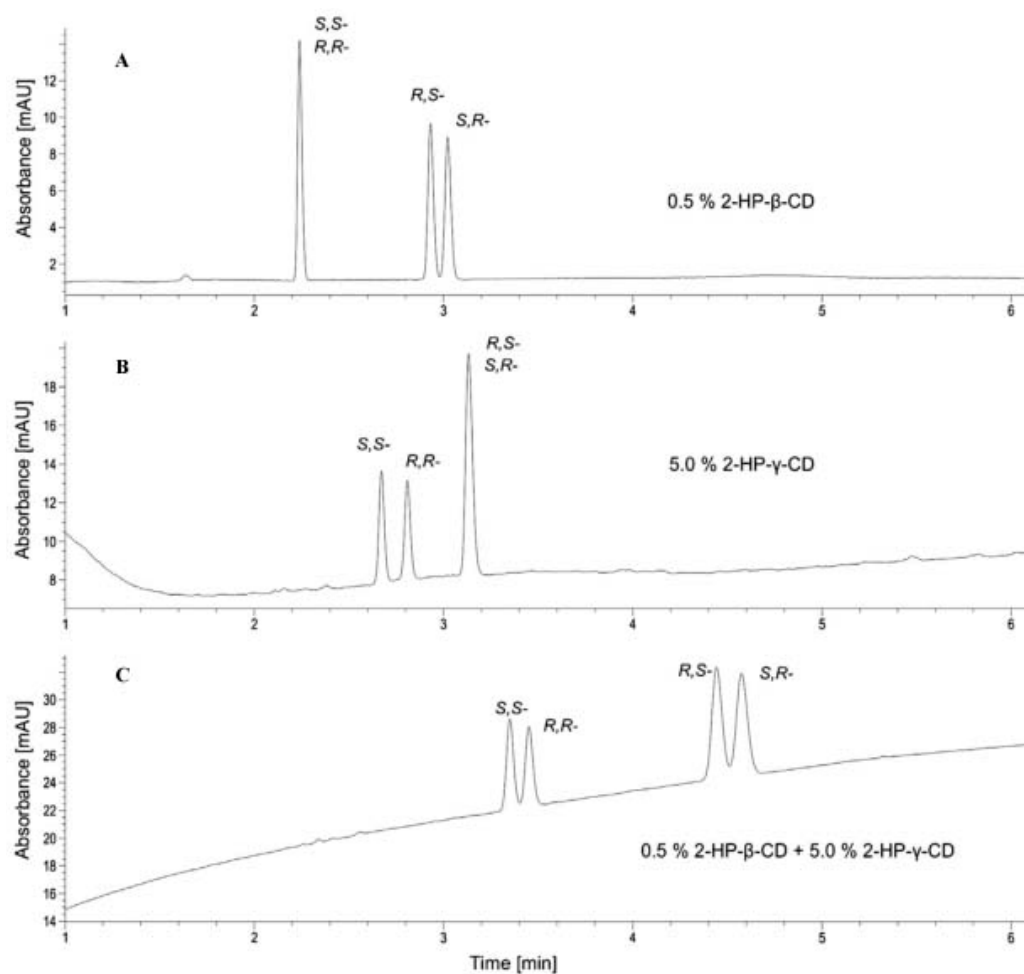 A
S,S-
R,R-
R,S-
S,R-
0.5 % 2-HP-β-CD
Absorbance [mAU]
12
10
8
6
4
2
1 2 3 4 5 6
B
R,S-
S,R-
S,S-
R,R-
5.0 % 2-HP-γ-CD
Absorbance [mAU]
18
16
14
12
10
8
1 2 3 4 5 6
C
R,S-
S,R-
S,S-
R,R-
0.5 % 2-HP-β-CD + 5.0 % 2-HP-γ-CD
Absorbance [mAU]
30
28
26
24
22
20
18
16
14
1 2 3 4 5 6
Time [min]